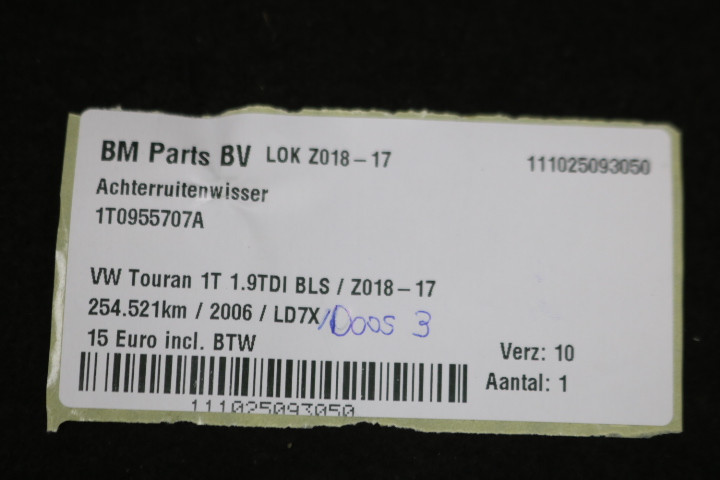 BM Parts BV LOK Z018-17 111025093050
Achterruitenwisser
1T0955707A
VW Touran 1T 1.9TDI BLS / Z018-17
254.521km / 2006 / LD7X/Doos 3
15 Euro incl. BTW
Verz: 10
Aantal: 1
111025093050